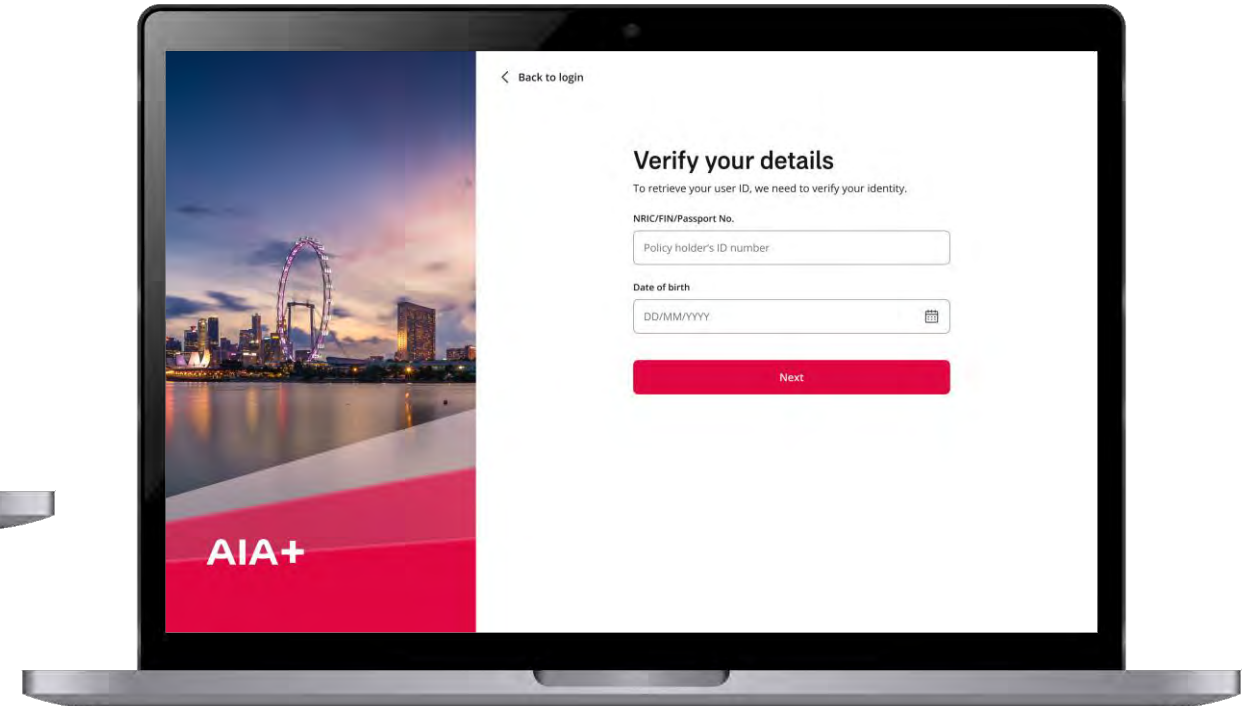 Back to login
Verify your details
To retrieve your user ID, we need to verify your identity.
NRIC/FIN/Passport No.
Policy holder's ID number
Date of birth
DD/MM/YYYY
Next
AIA+